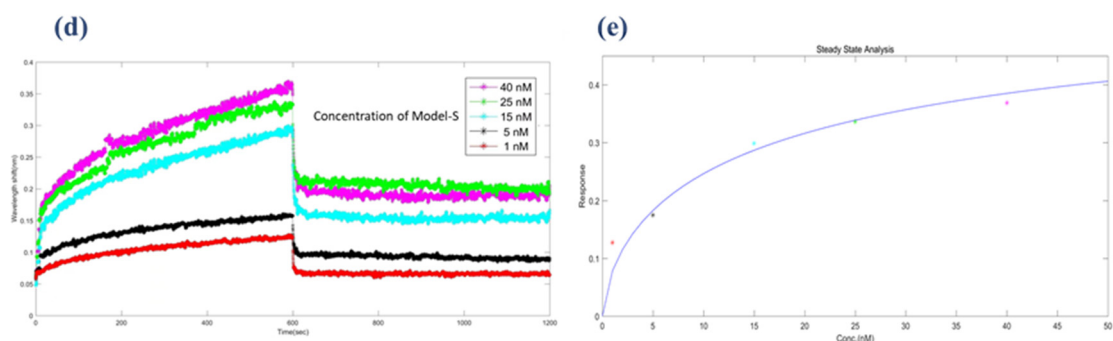 (d)
(e)
Steady State Analysis
0.4
0.35
0.3
0.25
0.2
0.15
0.1
0.05
0
Wavelength shift(nm)
0
200
400
600
800
1000
1200
Time(sec)
40 nM
25 nM
15 nM
5 nM
1 nM
Concentration of Model-S
0.4
0.3
0.2
0.1
0
Response
0
5
10
15
20
25
30
35
40
45
50
Conc.(nM)